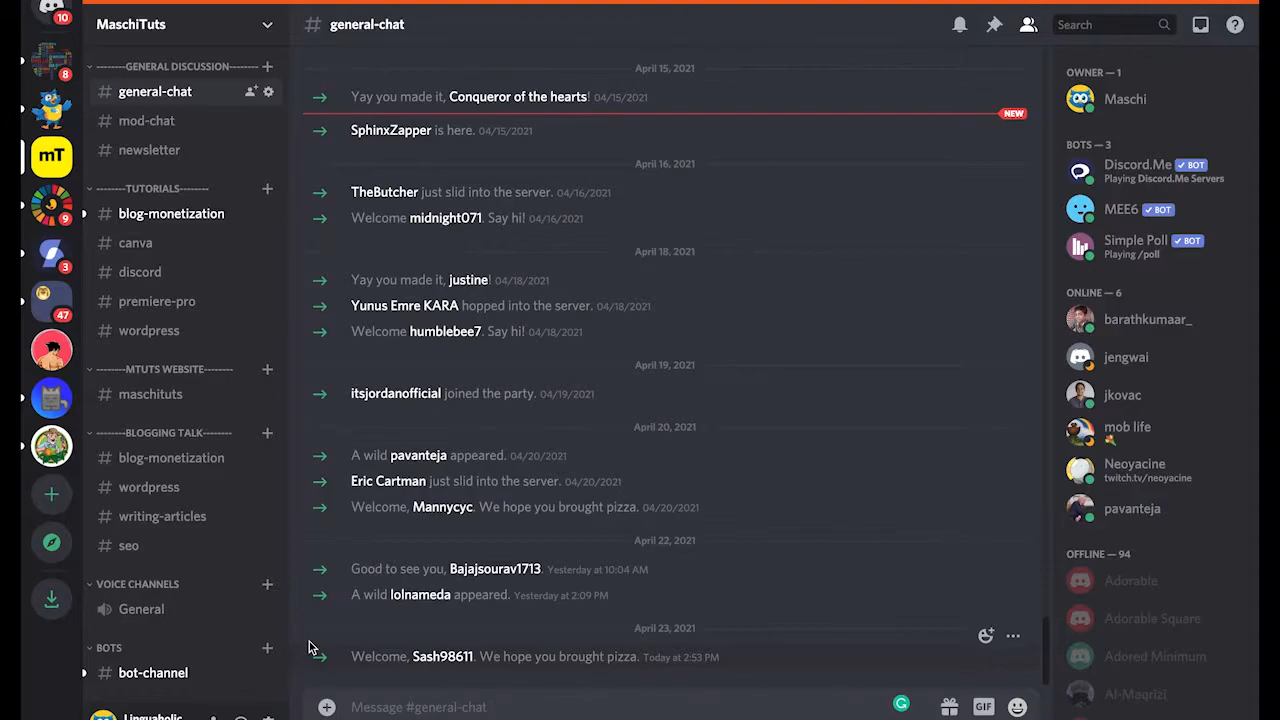 10
8
mT
9
3
47
MaschiTuts
--------GENERAL DISCUSSION--------
general-chat
mod-chat
newsletter
--------TUTORIALS--------
blog-monetization
canva
discord
premiere-pro
wordpress
--------MTUTS WEBSITE--------
maschituts
--------BLOGGING TALK--------
blog-monetization
wordpress
writing-articles
seo
VOICE CHANNELS
General
BOTS
bot-channel
Linguaholic
# general-chat
Search
April 15, 2021
Yay you made it, Conqueror of the hearts! 04/15/2021
NEW
SphinxZapper is here. 04/15/2021
April 16, 2021
TheButcher just slid into the server. 04/16/2021
Welcome midnight071. Say hi! 04/16/2021
April 18, 2021
Yay you made it, justine! 04/18/2021
Yunus Emre KARA hopped into the server. 04/18/2021
Welcome humblebee7. Say hi! 04/18/2021
April 19, 2021
itsjordanofficial joined the party. 04/19/2021
April 20, 2021
A wild pavanteja appeared. 04/20/2021
Eric Cartman just slid into the server. 04/20/2021
Welcome, Mannycyc. We hope you brought pizza. 04/20/2021
April 22, 2021
Good to see you, Bajajsourav1713. Yesterday at 10:04 AM
A wild lolnameda appeared. Yesterday at 2:09 PM
April 23, 2021
Welcome, Sash98611. We hope you brought pizza. Today at 2:53 PM
Message #general-chat
GIF
OWNER — 1
Maschi
BOTS — 3
Discord.Me ✓ BOT
Playing Discord.Me Servers
MEE6 ✓ BOT
Simple Poll ✓ BOT
Playing /poll
ONLINE — 6
barathkumaar_
jengwai
jkovac
mob life
Neoyacine
twitch.tv/neoyacine
pavanteja
OFFLINE — 94
Adorable
Adorable Square
Adored Minimum
Al-Maqrizi